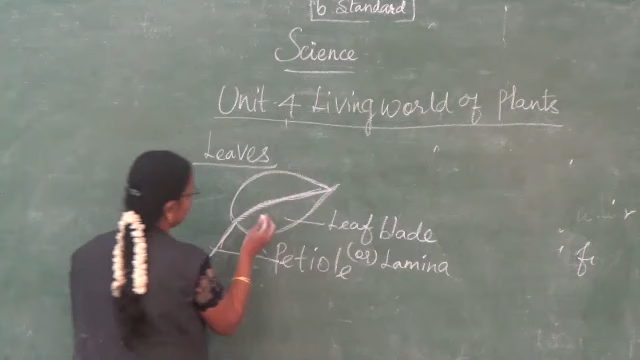 6 Standard
Science
Unit-4 Living world of Plants
Leaves
Leaf blade
(or) Lamina
Petiole